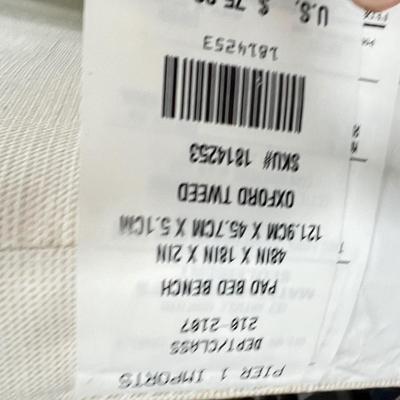 PIER 1 IMPORTS
DEPT/CLASS
210-2107
PAD BED BENCH
48IN X 18IN X 2IN
121.9CM X 45.7CM X 5.1CM
OXFORD TWEED
SKU# 1814253
1814253
U.S. $